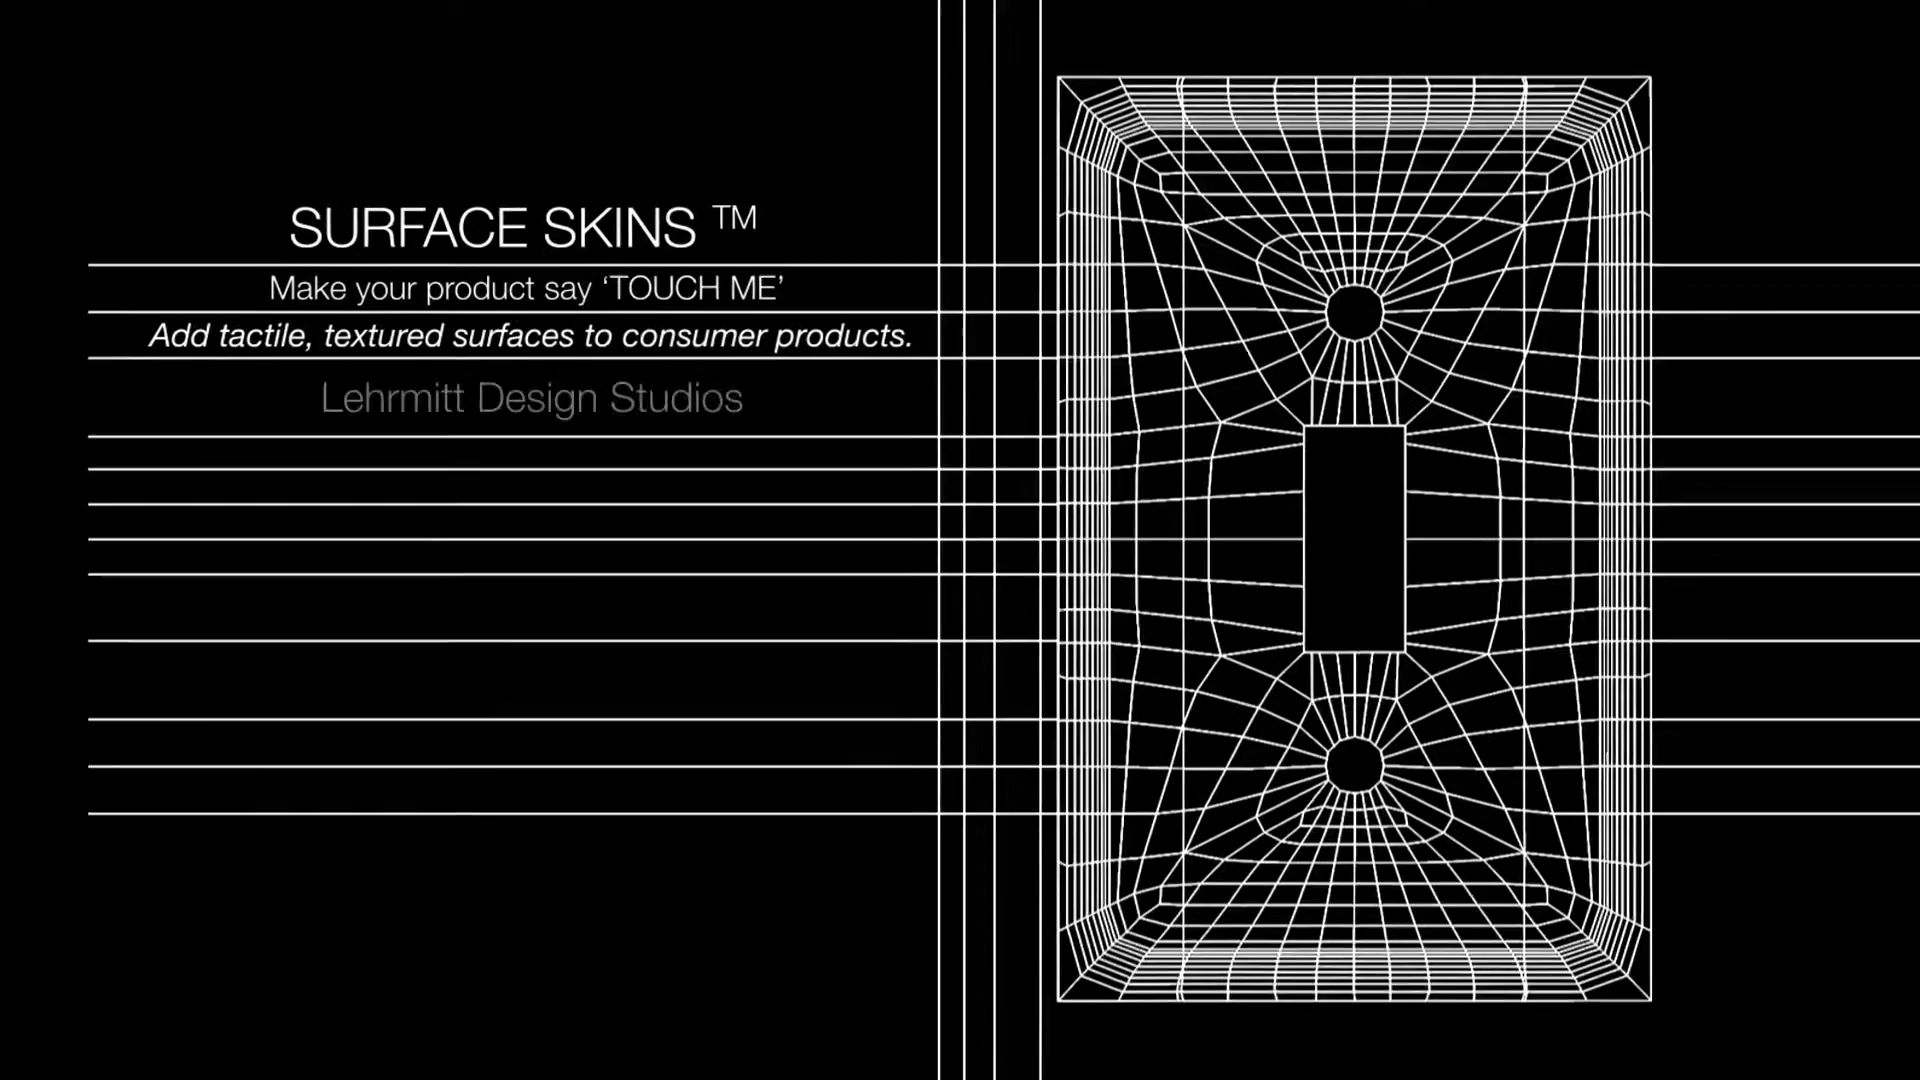 SURFACE SKINS ™
Make your product say ‘TOUCH ME’
Add tactile, textured surfaces to consumer products.
Lehrmitt Design Studios